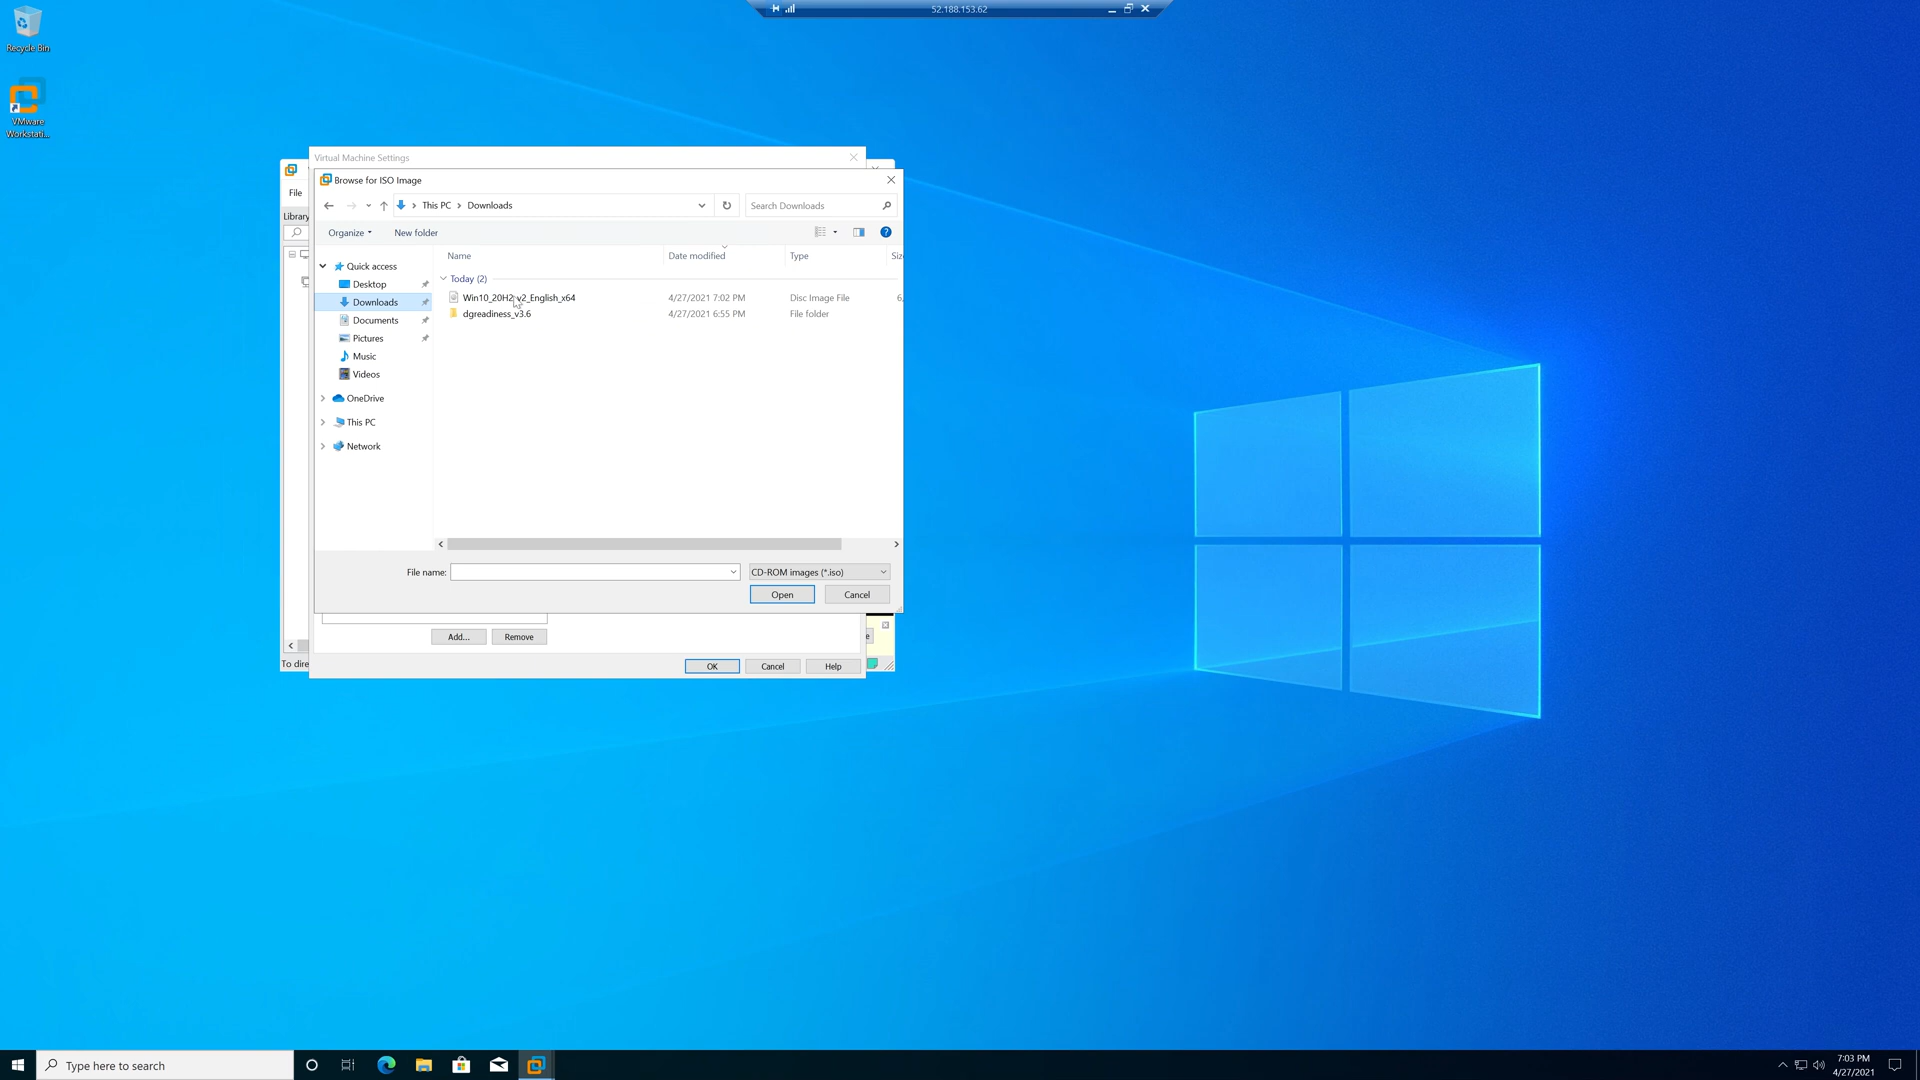 52.188.153.62
Recycle Bin
VMware
Workstati...
Virtual Machine Settings
Browse for ISO Image
File
Library
This PC > Downloads
Search Downloads
Organize
New folder
Name
Date modified
Type
Siz
Quick access
Desktop
Downloads
Documents
Pictures
Music
Videos
OneDrive
This PC
Network
Today (2)
Win10_20H2_v2_English_x64 4/27/2021 7:02 PM Disc Image File 6,
dgreadiness_v3.6 4/27/2021 6:55 PM File folder
File name:
CD-ROM images (*.iso)
Open
Cancel
Add...
Remove
e
To dire
OK
Cancel
Help
Type here to search
7:03 PM
4/27/2021